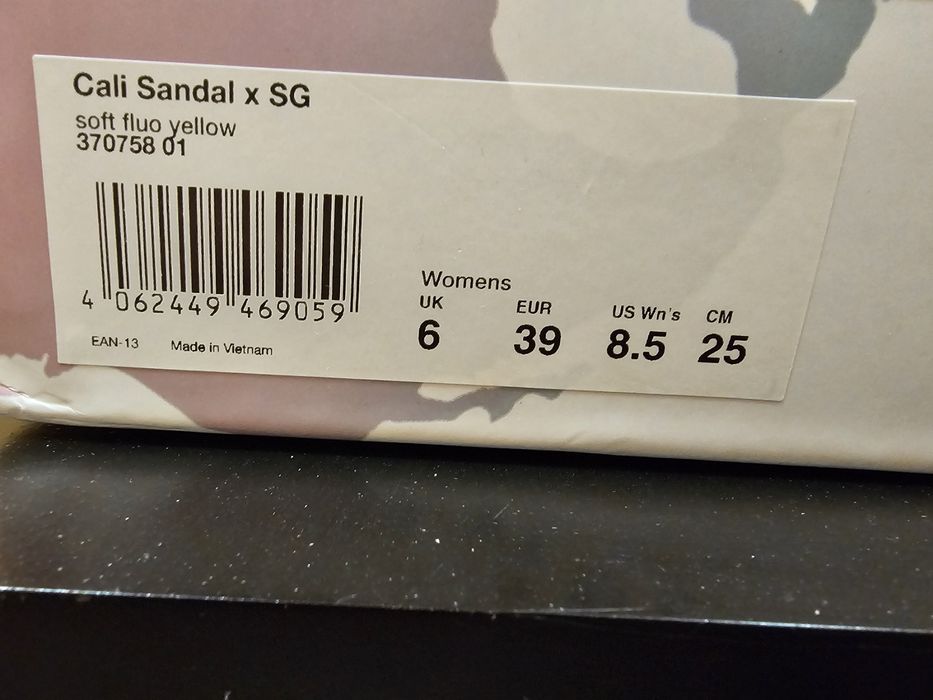 Cali Sandal x SG
soft fluo yellow
370758 01
4 062449 469059
EAN-13 Made in Vietnam
Womens
UK EUR US Wn's CM
6 39 8.5 25